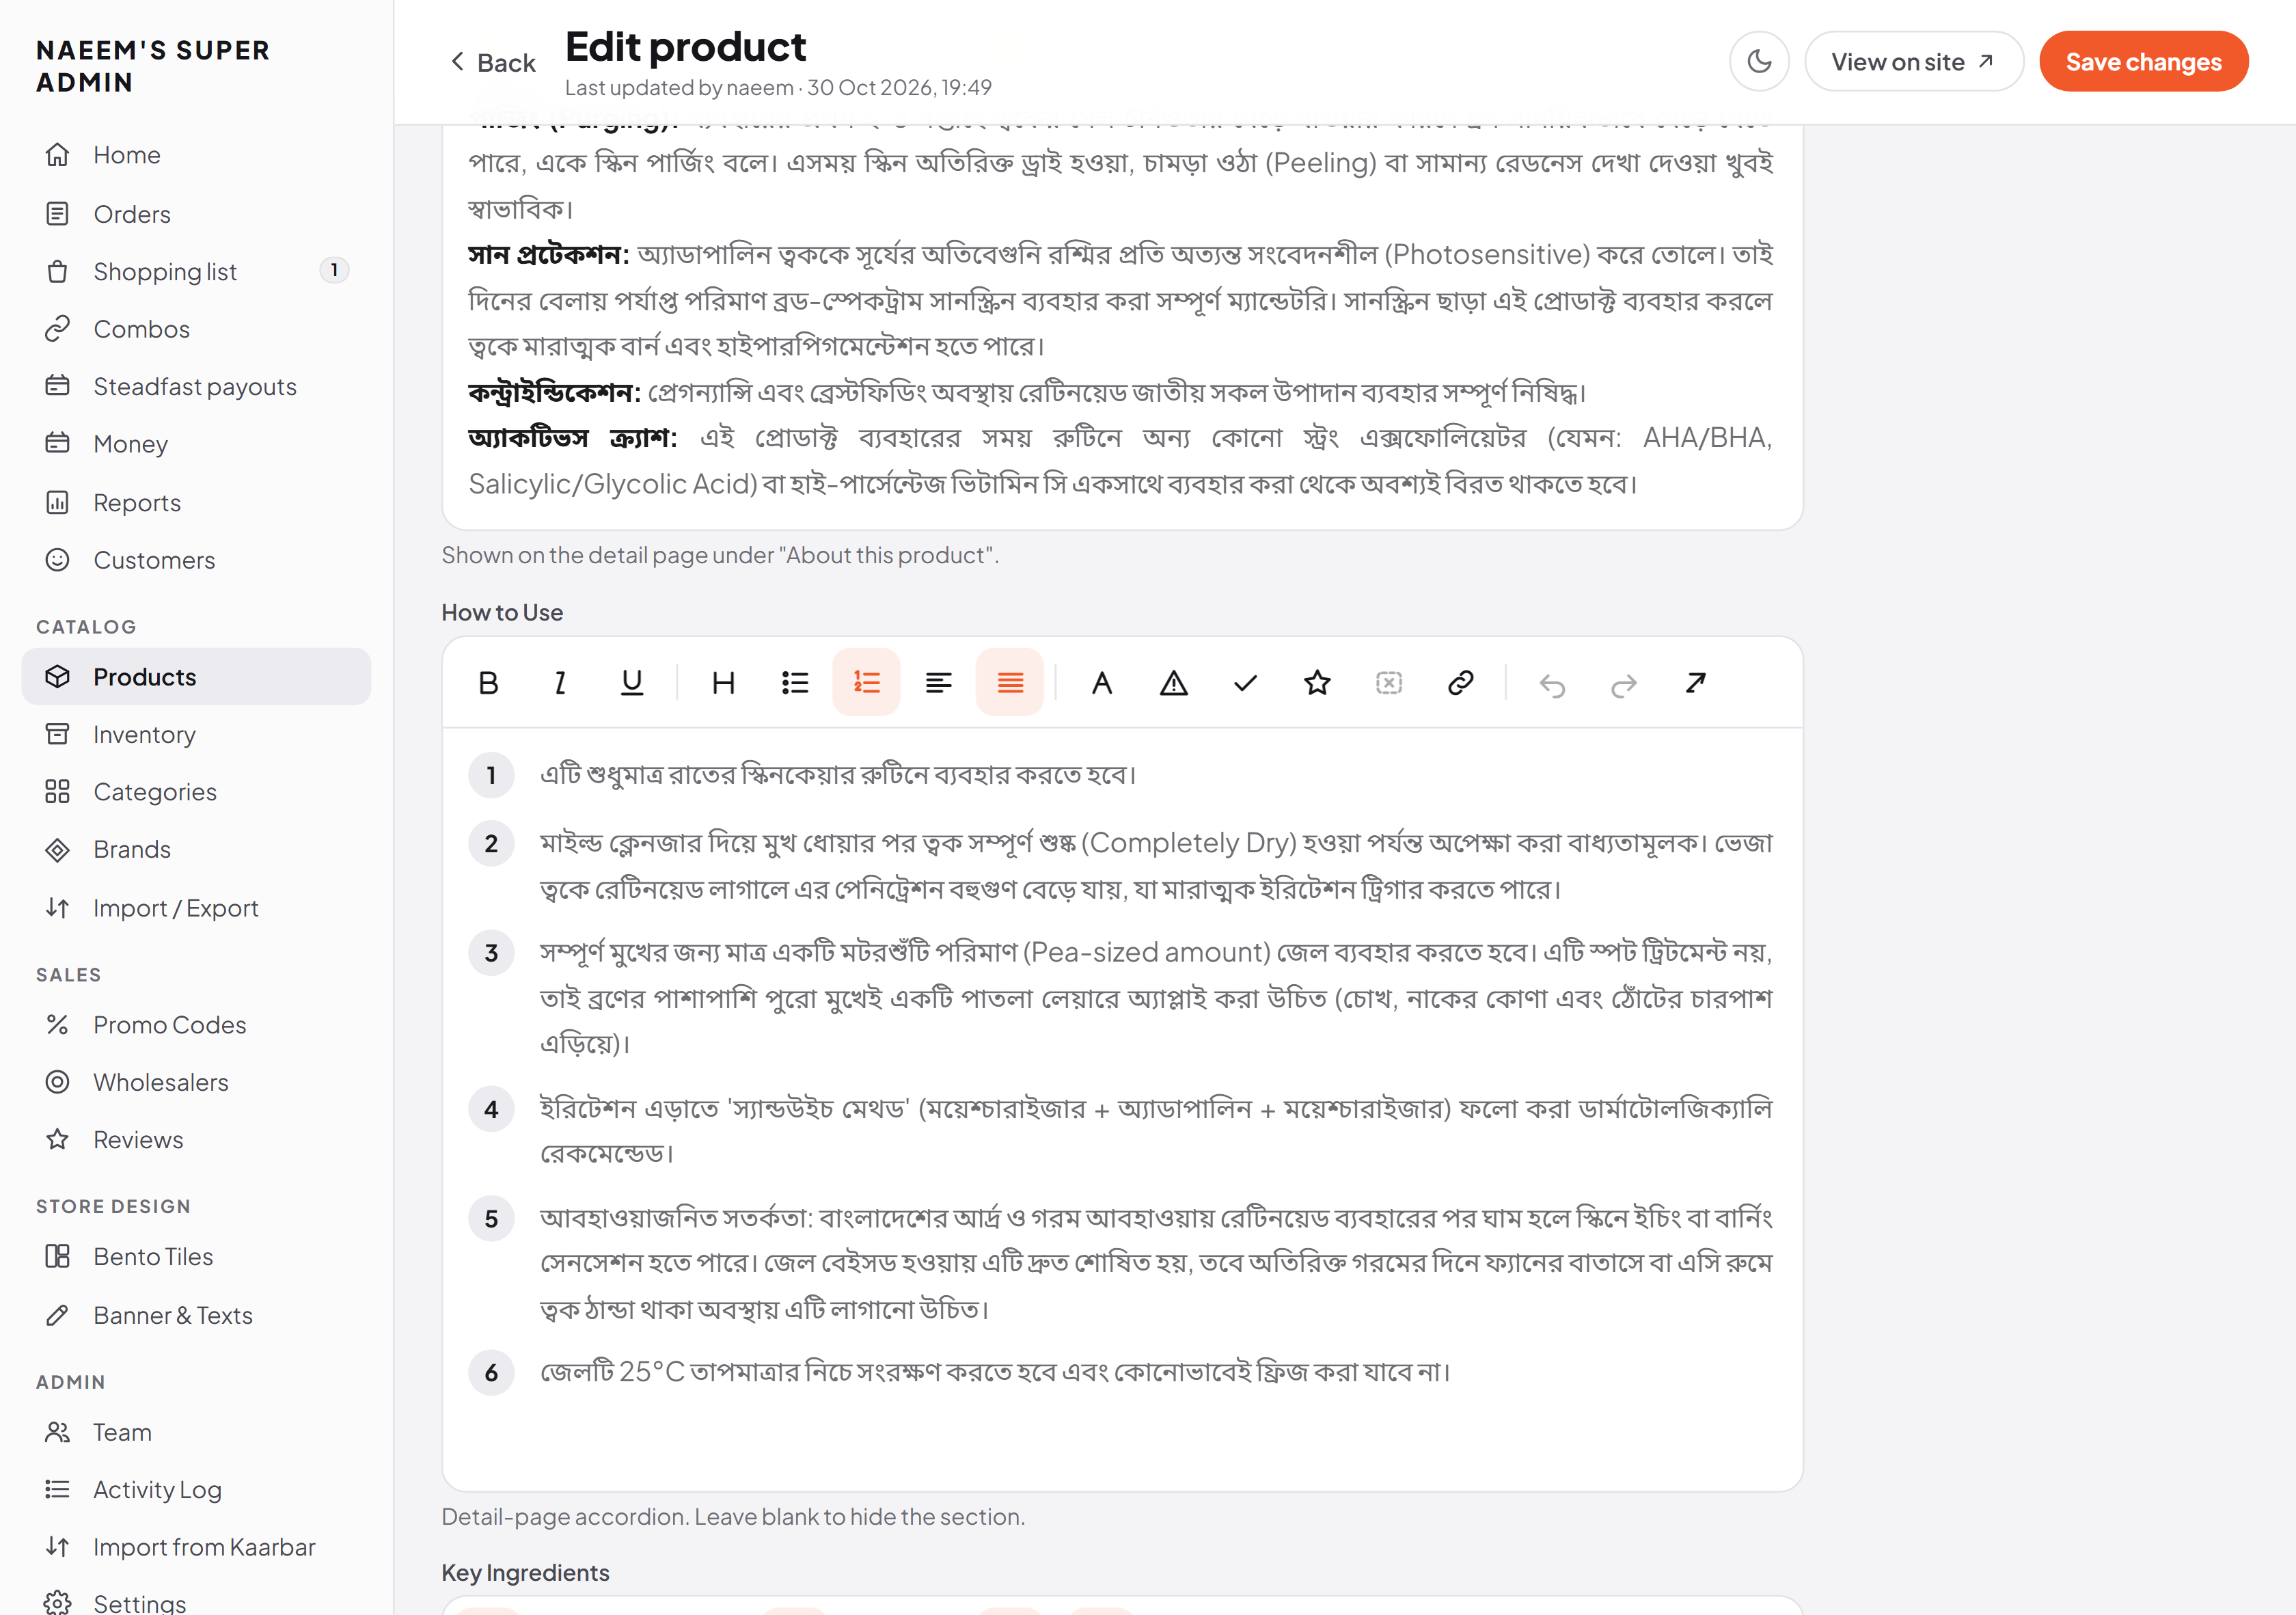 NAEEM'S SUPER
ADMIN
Home
Orders
Shopping list 1
Combos
Steadfast payouts
Money
Reports
Customers
CATALOG
Products
Inventory
Categories
Brands
Import / Export
SALES
Promo Codes
Wholesalers
Reviews
STORE DESIGN
Bento Tiles
Banner & Texts
ADMIN
Team
Activity Log
Import from Kaarbar
Settings
Back
Edit product
Last updated by naeem · 30 Oct 2026, 19:49
View on site
Save changes
(Purging):
পারে, একে স্কিন পার্জিং বলে। এসময় স্কিন অতিরিক্ত ড্রাই হওয়া, চামড়া ওঠা (Peeling) বা সামান্য রেডনেস দেখা দেওয়া খুবই
স্বাভাবিক।
সান প্রটেকশন: অ্যাডাপালিন ত্বককে সূর্যের অতিবেগুনি রশ্মির প্রতি অত্যন্ত সংবেদনশীল (Photosensitive) করে তোলে। তাই
দিনের বেলায় পর্যাপ্ত পরিমাণ ব্রড-স্পেকট্রাম সানস্ক্রিন ব্যবহার করা সম্পূর্ণ ম্যান্ডেটরি। সানস্ক্রিন ছাড়া এই প্রোডাক্ট ব্যবহার করলে
ত্বকে মারাত্মক বার্ন এবং হাইপারপিগমেন্টেশন হতে পারে।
কন্ট্রাইন্ডিকেশন: প্রেগন্যান্সি এবং ব্রেস্টফিডিং অবস্থায় রেটিনয়েড জাতীয় সকল উপাদান ব্যবহার সম্পূর্ণ নিষিদ্ধ।
অ্যাকটিভস ক্র্যাশ: এই প্রোডাক্ট ব্যবহারের সময় রুটিনে অন্য কোনো স্ট্রং এক্সফোলিয়েটর (যেমন: AHA/BHA,
Salicylic/Glycolic Acid) বা হাই-পার্সেন্টেজ ভিটামিন সি একসাথে ব্যবহার করা থেকে অবশ্যই বিরত থাকতে হবে।
Shown on the detail page under "About this product".
How to Use
1 এটি শুধুমাত্র রাতের স্কিনকেয়ার রুটিনে ব্যবহার করতে হবে।
2 মাইল্ড ক্লেনজার দিয়ে মুখ ধোয়ার পর ত্বক সম্পূর্ণ শুষ্ক (Completely Dry) হওয়া পর্যন্ত অপেক্ষা করা বাধ্যতামূলক। ভেজা
ত্বকে রেটিনয়েড লাগালে এর পেনিট্রেশন বহুগুণ বেড়ে যায়, যা মারাত্মক ইরিটেশন ট্রিগার করতে পারে।
3 সম্পূর্ণ মুখের জন্য মাত্র একটি মটরশুঁটি পরিমাণ (Pea-sized amount) জেল ব্যবহার করতে হবে। এটি স্পট ট্রিটমেন্ট নয়,
তাই ব্রণের পাশাপাশি পুরো মুখেই একটি পাতলা লেয়ারে অ্যাপ্লাই করা উচিত (চোখ, নাকের কোণা এবং ঠোঁটের চারপাশ
এড়িয়ে)।
4 ইরিটেশন এড়াতে 'স্যান্ডউইচ মেথড' (ময়েশ্চারাইজার + অ্যাডাপালিন + ময়েশ্চারাইজার) ফলো করা ডার্মাটোলজিক্যালি
রেকমেন্ডেড।
5 আবহাওয়াজনিত সতর্কতা: বাংলাদেশের আর্দ্র ও গরম আবহাওয়ায় রেটিনয়েড ব্যবহারের পর ঘাম হলে স্কিনে ইচিং বা বার্নিং
সেনসেশন হতে পারে। জেল বেইসড হওয়ায় এটি দ্রুত শোষিত হয়, তবে অতিরিক্ত গরমের দিনে ফ্যানের বাতাসে বা এসি রুমে
ত্বক ঠান্ডা থাকা অবস্থায় এটি লাগানো উচিত।
6 জেলটি 25°C তাপমাত্রার নিচে সংরক্ষণ করতে হবে এবং কোনোভাবেই ফ্রিজ করা যাবে না।
Detail-page accordion. Leave blank to hide the section.
Key Ingredients